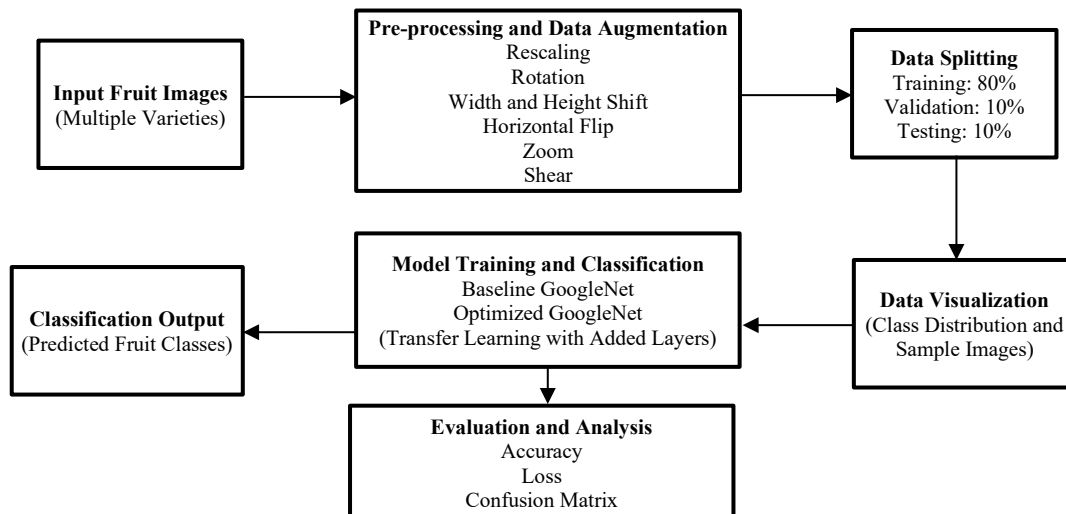 Input Fruit Images
(Multiple Varieties)
Pre-processing and Data Augmentation
Rescaling
Rotation
Width and Height Shift
Horizontal Flip
Zoom
Shear
Data Splitting
Training: 80%
Validation: 10%
Testing: 10%
Data Visualization
(Class Distribution and
Sample Images)
Model Training and Classification
Baseline GoogleNet
Optimized GoogleNet
(Transfer Learning with Added Layers)
Classification Output
(Predicted Fruit Classes)
Evaluation and Analysis
Accuracy
Loss
Confusion Matrix